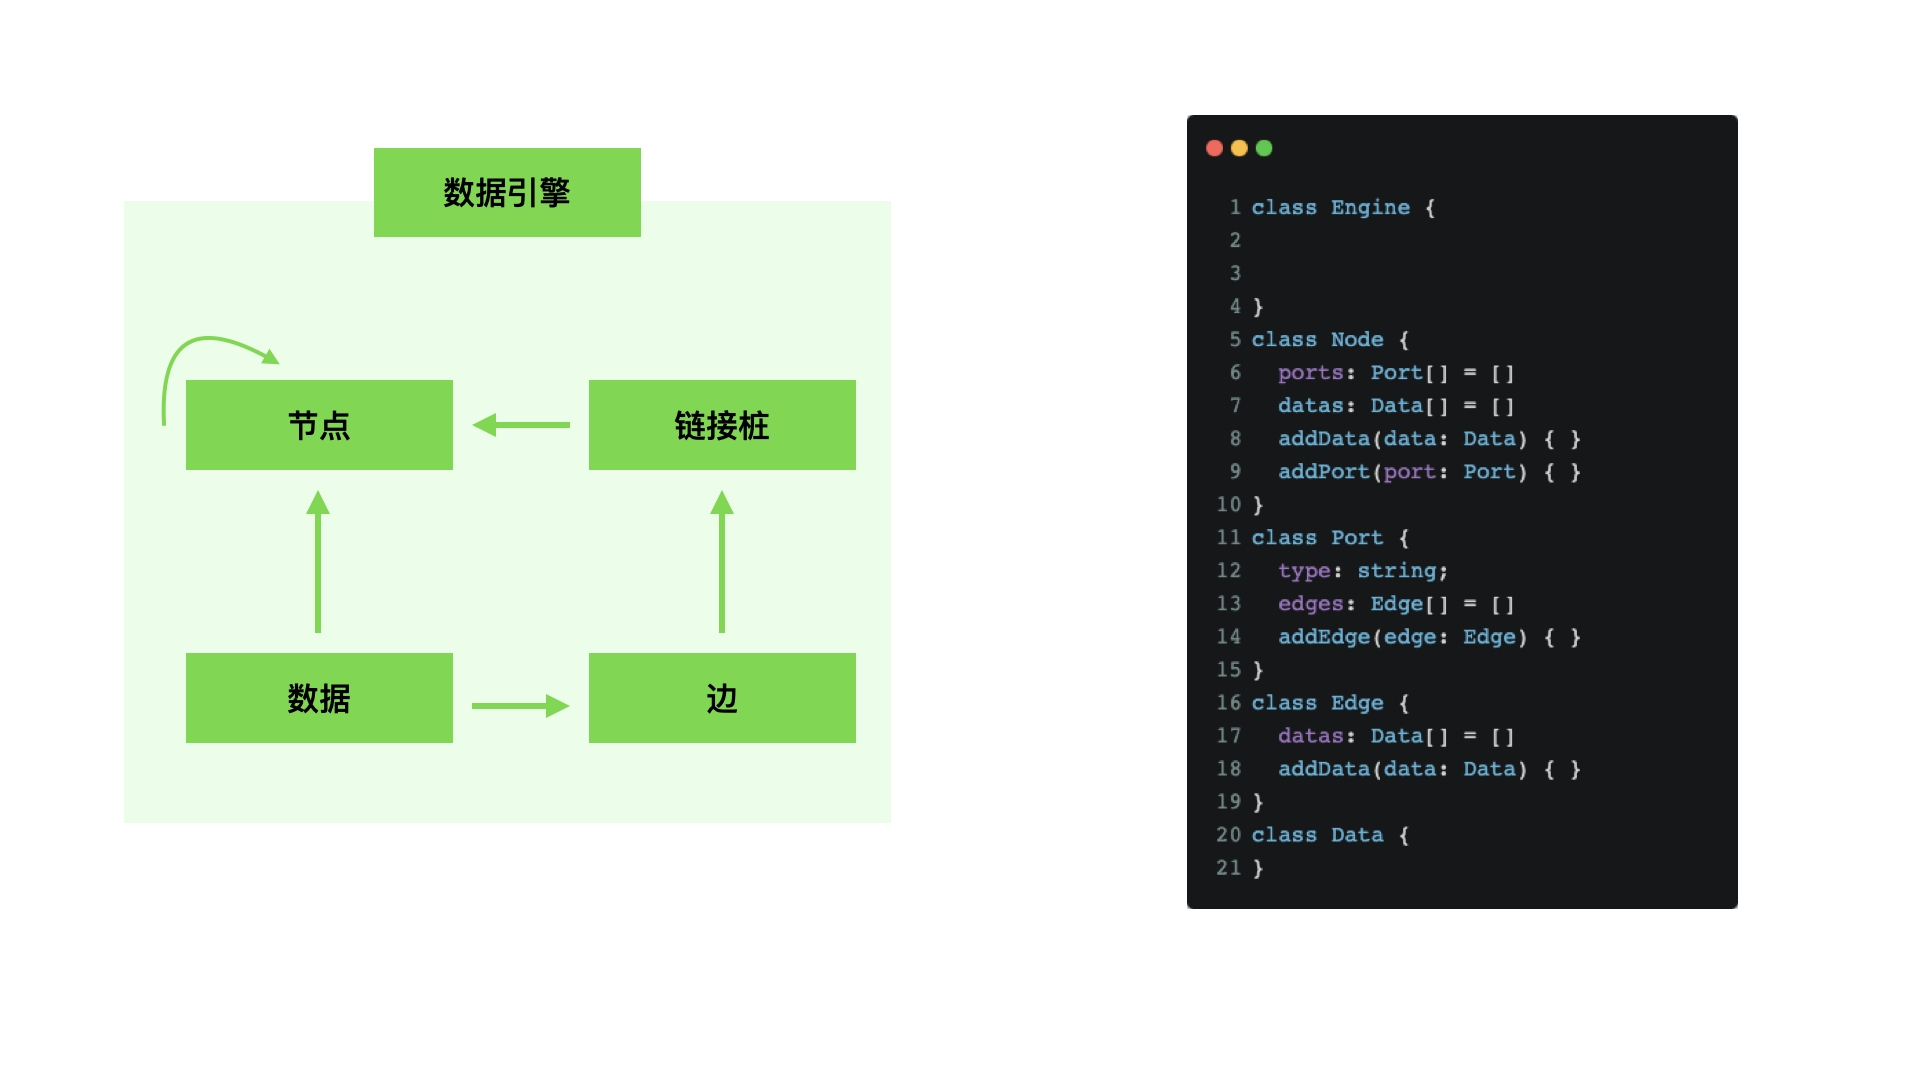 数据引擎
节点
链接桩
数据
边
1 class Engine {
2
3
4 }
5 class Node {
6   ports: Port[] = []
7   datas: Data[] = []
8   addData(data: Data) { }
9   addPort(port: Port) { }
10 }
11 class Port {
12   type: string;
13   edges: Edge[] = []
14   addEdge(edge: Edge) { }
15 }
16 class Edge {
17   datas: Data[] = []
18   addData(data: Data) { }
19 }
20 class Data {
21 }